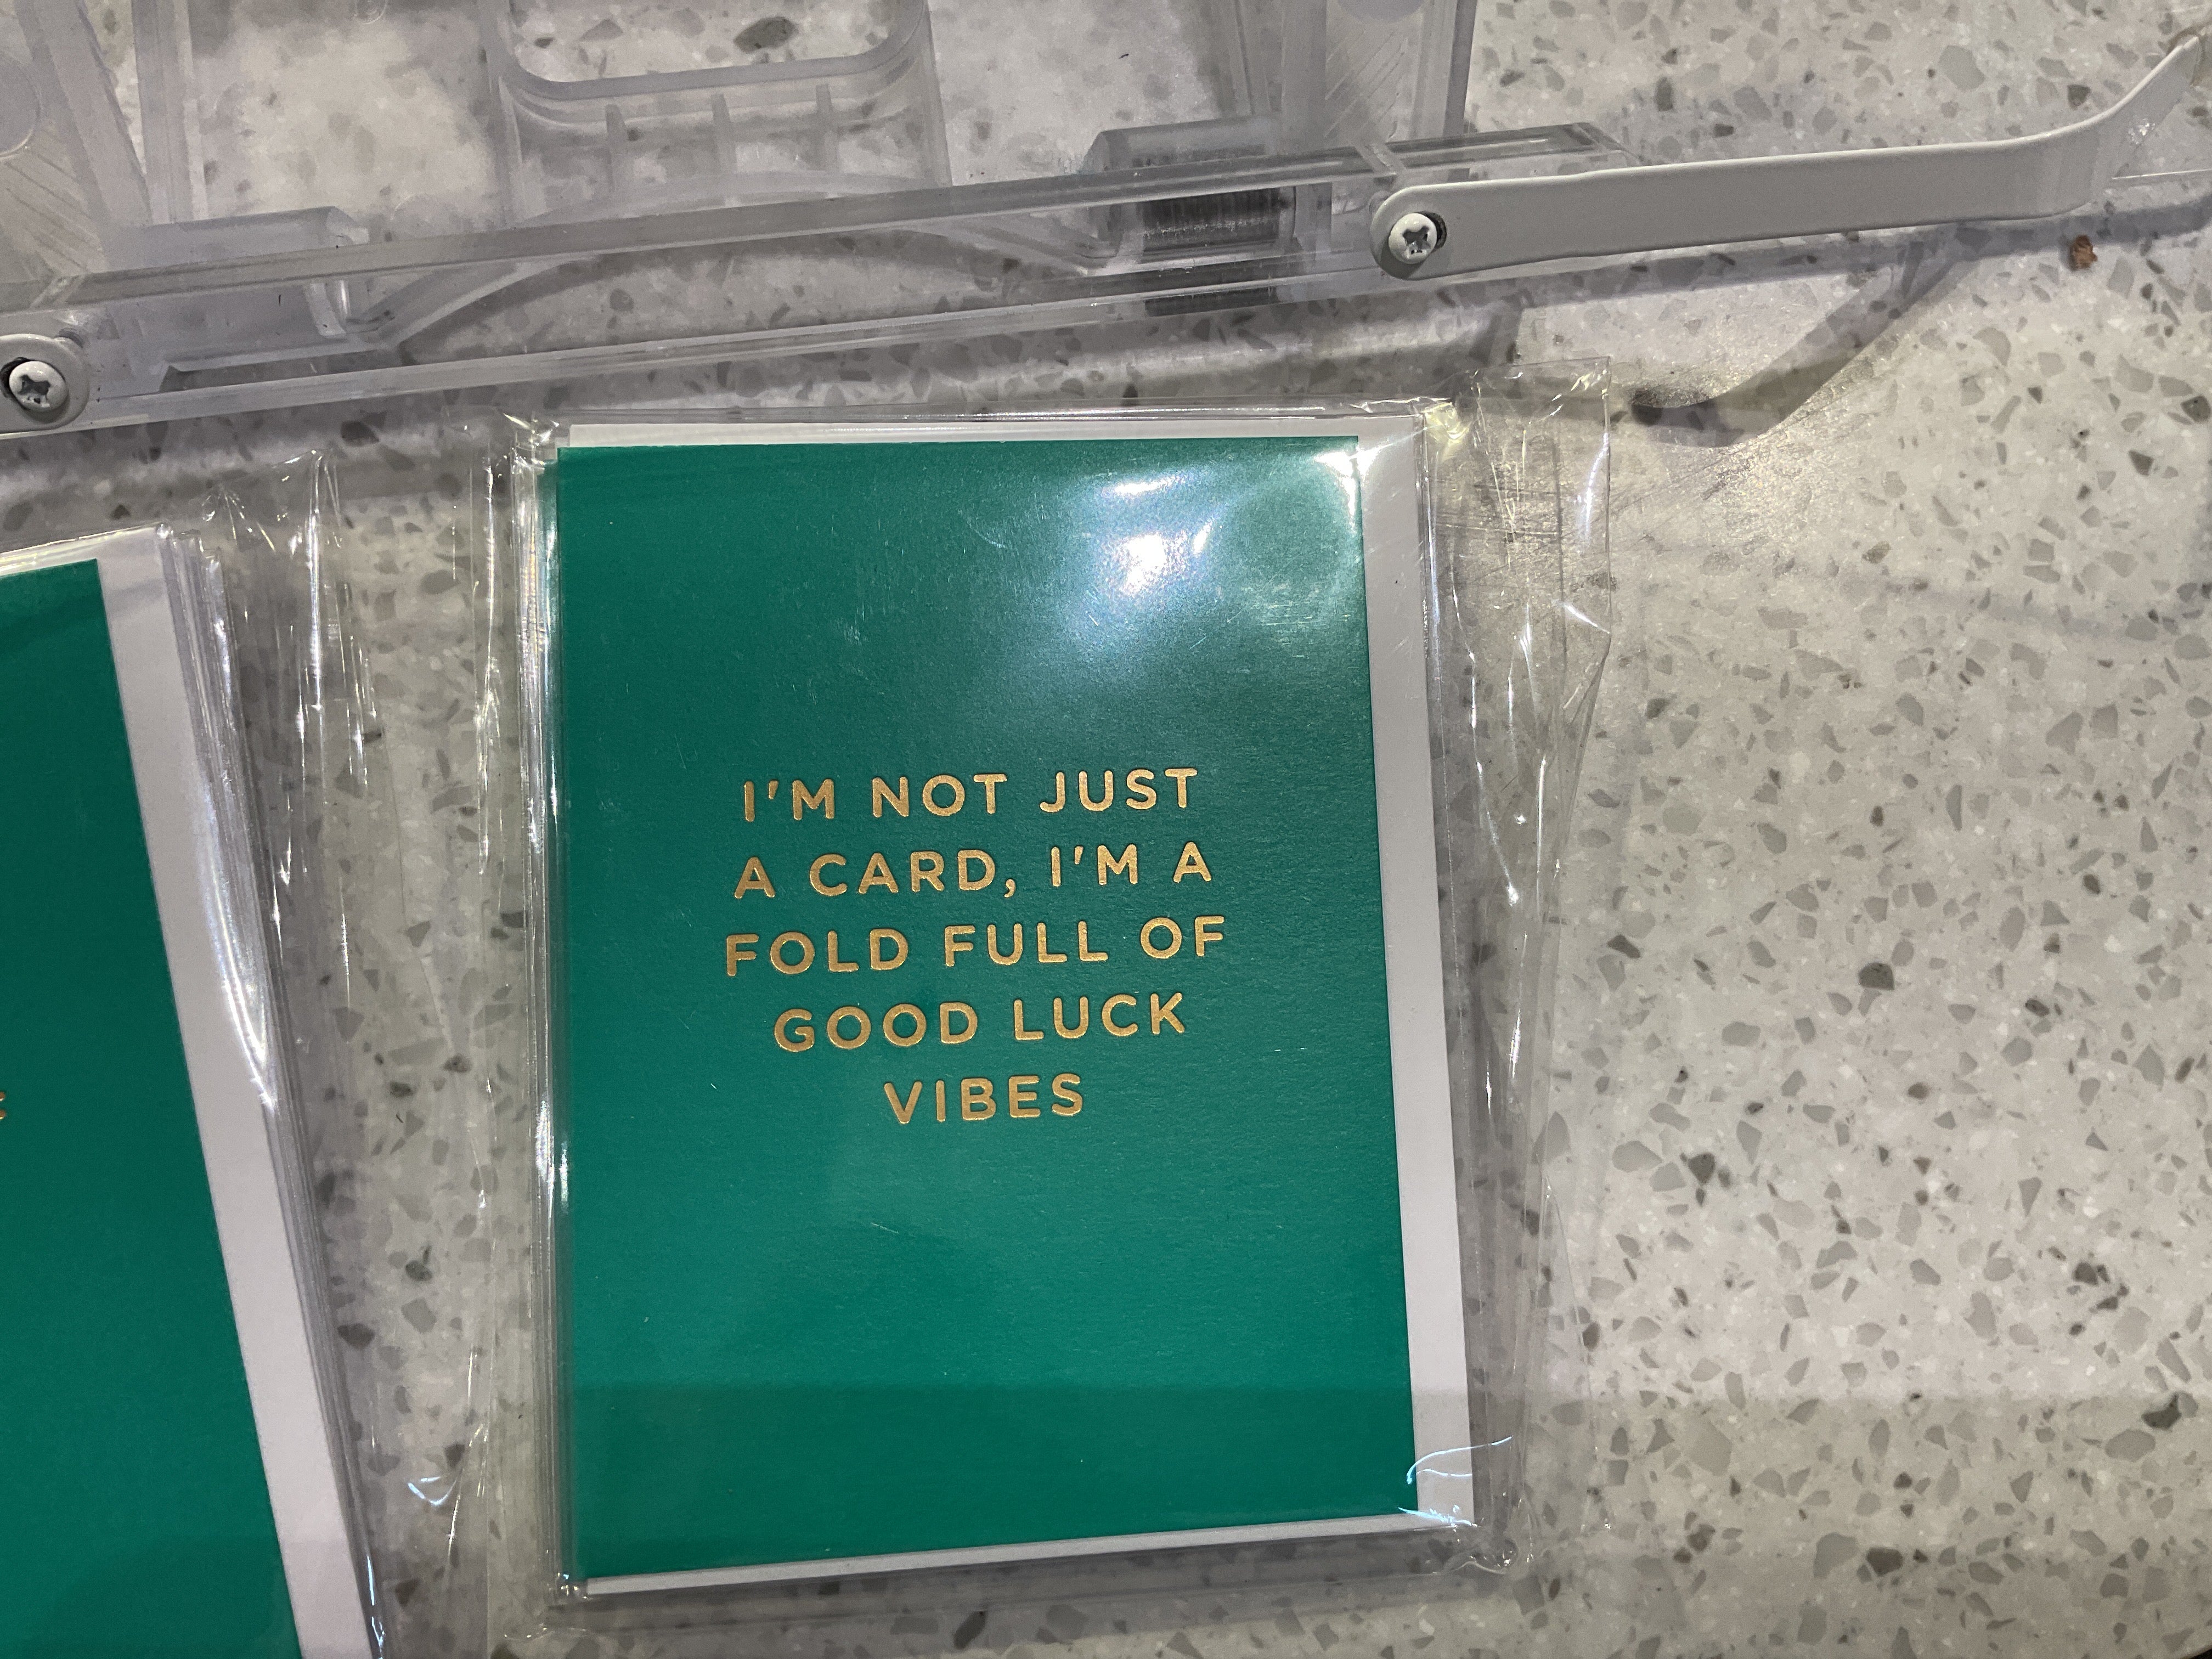 I'M NOT JUST
A CARD, I'M A
FOLD FULL OF
GOOD LUCK
VIBES